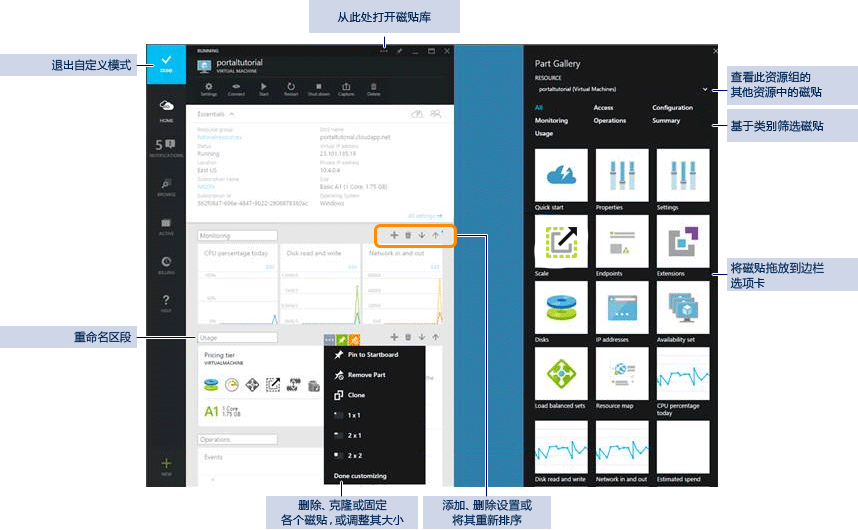 从此处打开磁贴库
退出自定义模式
查看此资源组的
其他资源中的磁贴
基于类别筛选磁贴
将磁贴拖放到边栏
选项卡
重命名区段
删除、克隆或固定
各个磁贴，或调整其大小
添加、删除设置或
将其重新排序
DONE
HOME
5
NOTIFICATIONS
BROWSE
ACTIVE
BILLING
HELP
NEW
RUNNING
portaltutorial
VIRTUAL MACHINE
Settings Connect Start Restart Shut down Capture Delete
Essentials
Resource group
DNS name
portaltutorial.cloudapp.net
Status
Running
Virtual IP address
23.101.135.19
Location
East US
Private IP address
10.4.0.4
Subscription name
Size
Basic A1 (1 Core, 1.75 GB)
Subscription id
Operating System
Windows
All settings
Monitoring
CPU percentage today
Disk read and write
Network in and out
Usage
Pricing tier
VIRTUALMACHINE
A1 1 Core
1.75 GB
Operations
Events
Pin to Startboard
Remove Part
Clone
1 x 1
2 x 1
2 x 2
Done customizing
Part Gallery
RESOURCE
portaltutorial (Virtual Machines)
All Access Configuration
Monitoring Operations Summary
Usage
Quick start Properties Settings
Scale Endpoints Extensions
Disks IP addresses Availability set
Load balanced sets Resource map CPU percentage
today
Disk read and write Network in and out Estimated spend